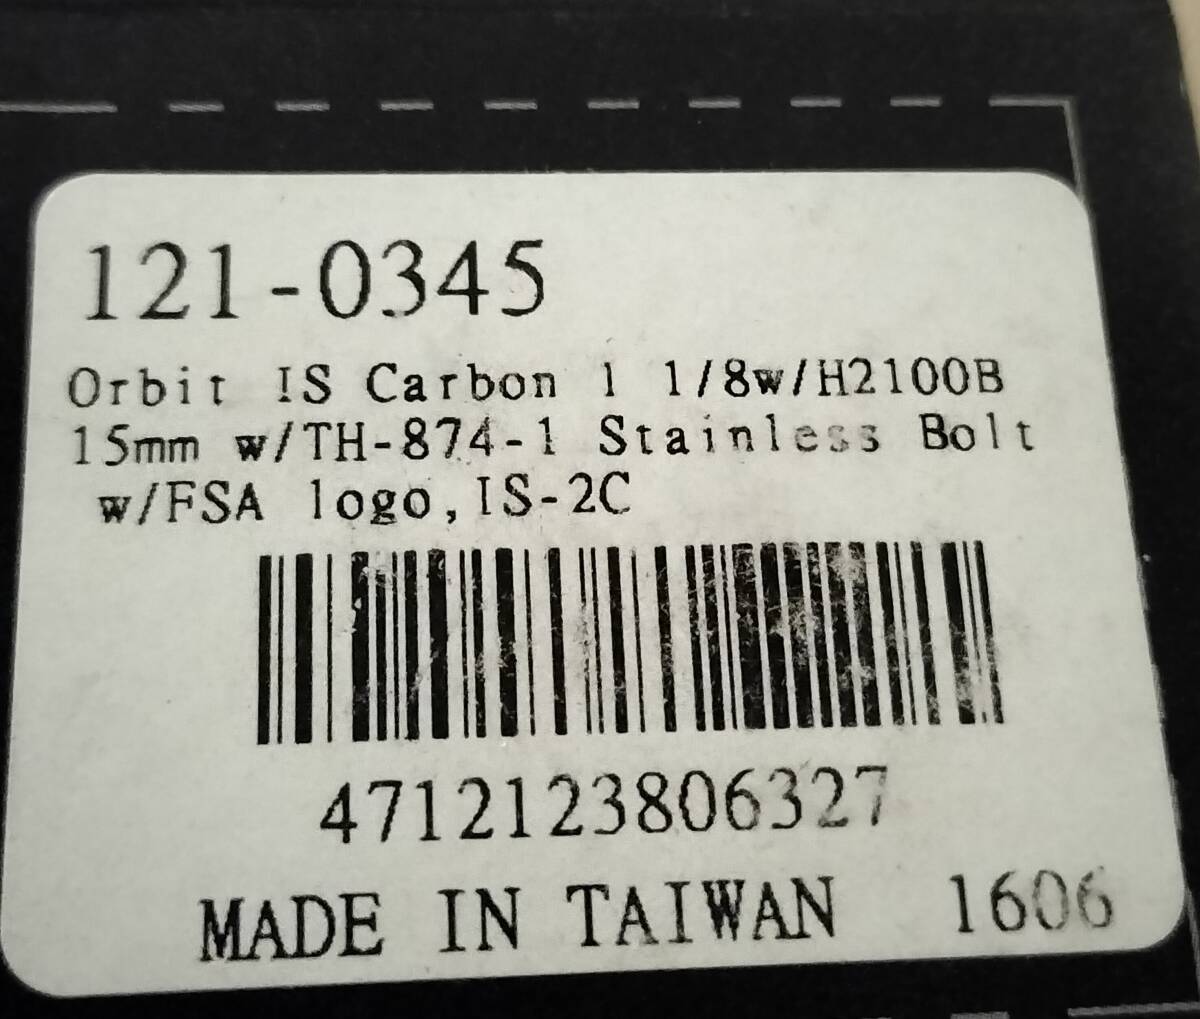 121-0345
Orbit IS Carbon 1 1/8w/H2100B
15mm w/TH-874-1 Stainless Bolt
w/FSA logo,IS-2C
4712123806327
MADE IN TAIWAN 1606